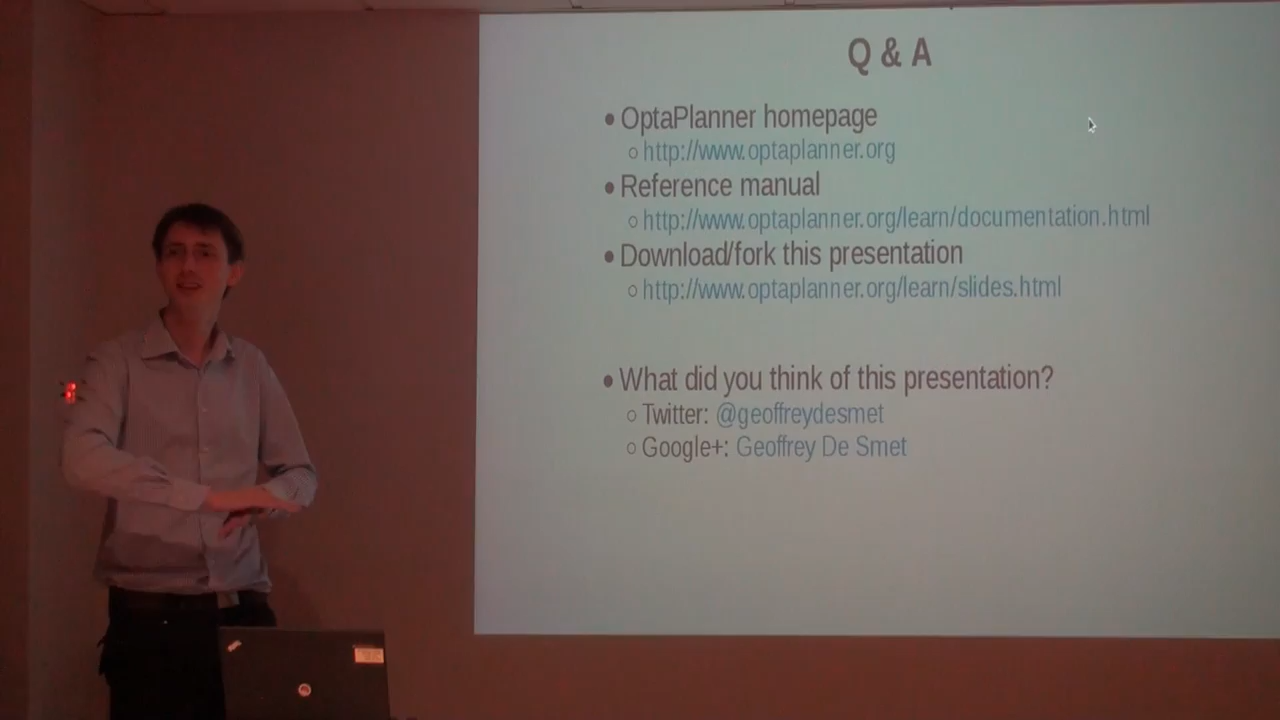 Q & A
• OptaPlanner homepage
○ http://www.optaplanner.org
• Reference manual
○ http://www.optaplanner.org/learn/documentation.html
• Download/fork this presentation
○ http://www.optaplanner.org/learn/slides.html
• What did you think of this presentation?
○ Twitter: @geoffreydesmet
○ Google+: Geoffrey De Smet